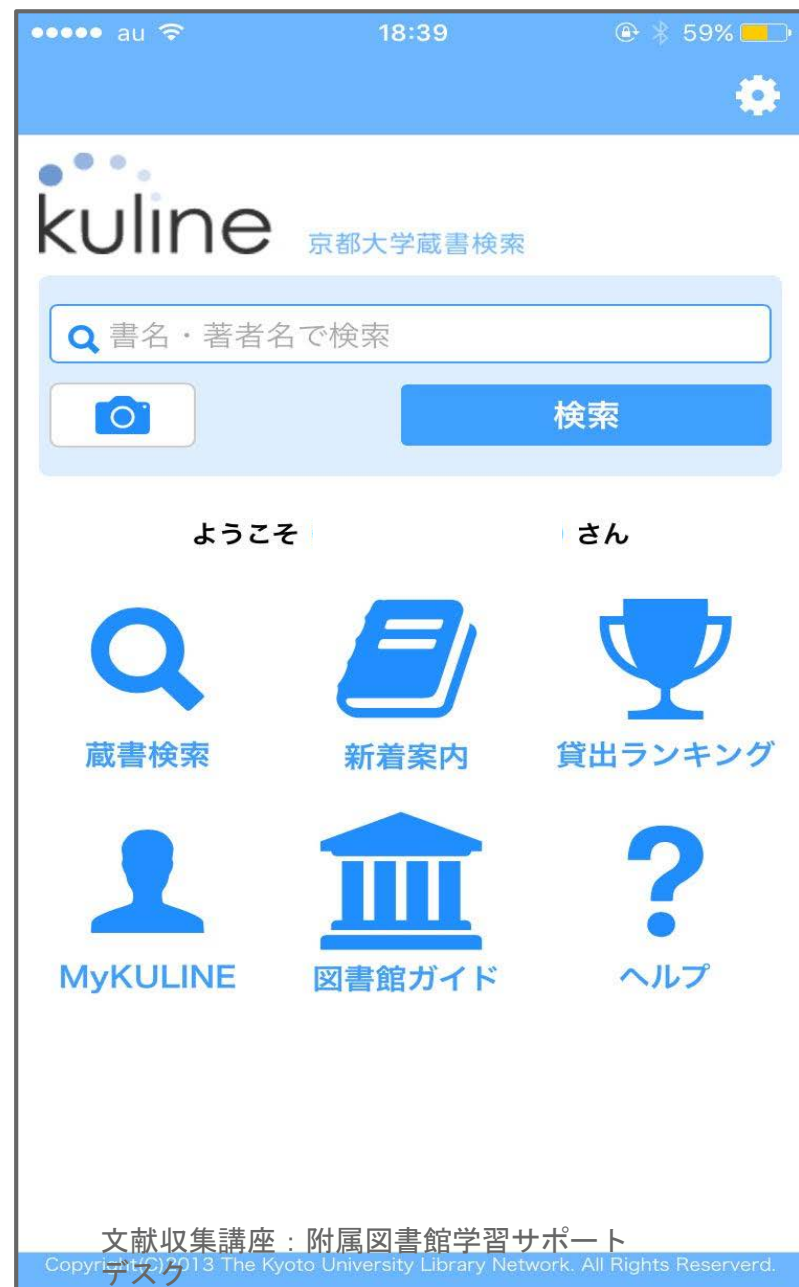 au 18:39 59%
kuline 京都大学蔵書検索
書名・著者名で検索
検索
ようこそ さん
蔵書検索 新着案内 貸出ランキング
MyKULINE 図書館ガイド ヘルプ
文献収集講座：附属図書館学習サポート
デスク
Copyright(C)2013 The Kyoto University Library Network. All Rights Reserverd.